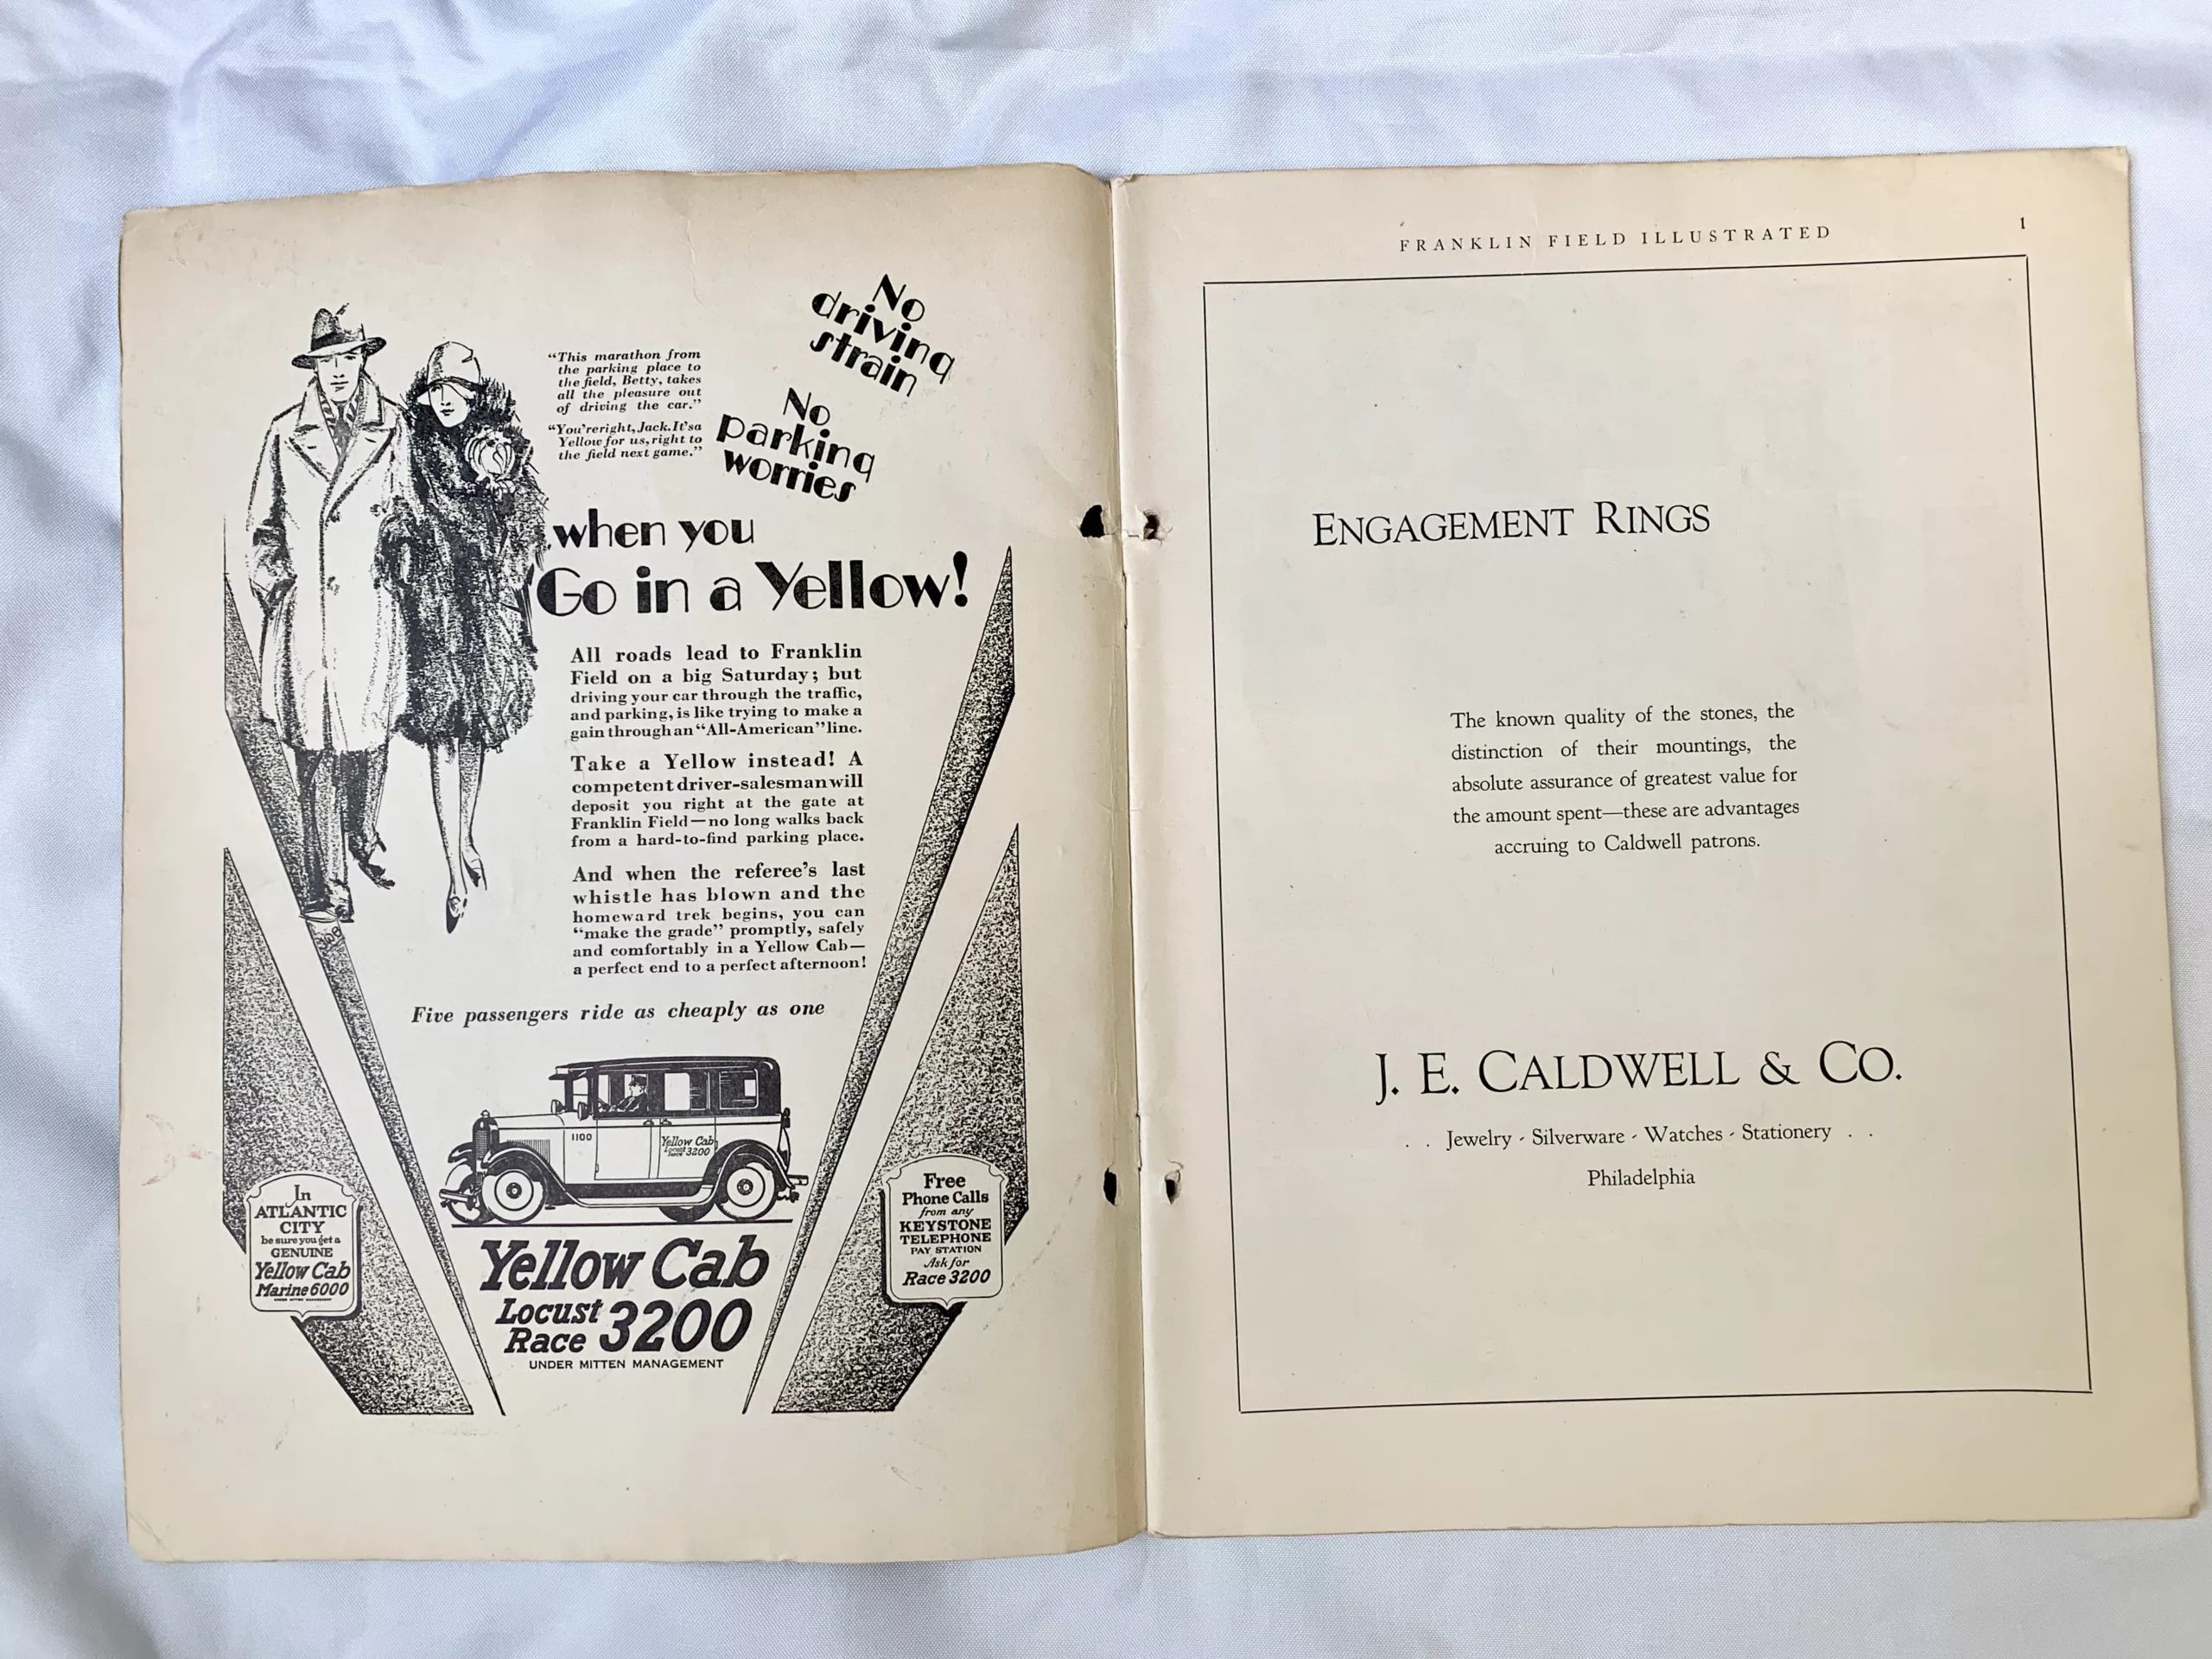 No
driving
strain
"This marathon from
the parking place to
the field, Betty, takes
all the pleasure out
of driving the car."
"You're right, Jack. It's a
Yellow for us, right to
the field next game."
No
parking
worries
when you
Go in a Yellow!
All roads lead to Franklin
Field on a big Saturday; but
driving your car through the traffic,
and parking, is like trying to make a
gain through an "All-American" line.
Take a Yellow instead! A
competent driver-salesman will
deposit you right at the gate at
Franklin Field—no long walks back
from a hard-to-find parking place.
And when the referee's last
whistle has blown and the
homeward trek begins, you can
"make the grade" promptly, safely
and comfortably in a Yellow Cab—
a perfect end to a perfect afternoon!
Five passengers ride as cheaply as one
1100
Yellow Cab
Locust
Race 3200
In
ATLANTIC
CITY
be sure you get a
GENUINE
Yellow Cab
Marine 6000
Free
Phone Calls
from any
KEYSTONE
TELEPHONE
PAY STATION
Ask for
Race 3200
Yellow Cab
Locust
Race 3200
UNDER MITTEN MANAGEMENT
FRANKLIN FIELD ILLUSTRATED
1
ENGAGEMENT RINGS
The known quality of the stones, the
distinction of their mountings, the
absolute assurance of greatest value for
the amount spent—these are advantages
accruing to Caldwell patrons.
J. E. CALDWELL & CO.
. . Jewelry - Silverware - Watches - Stationery . .
Philadelphia